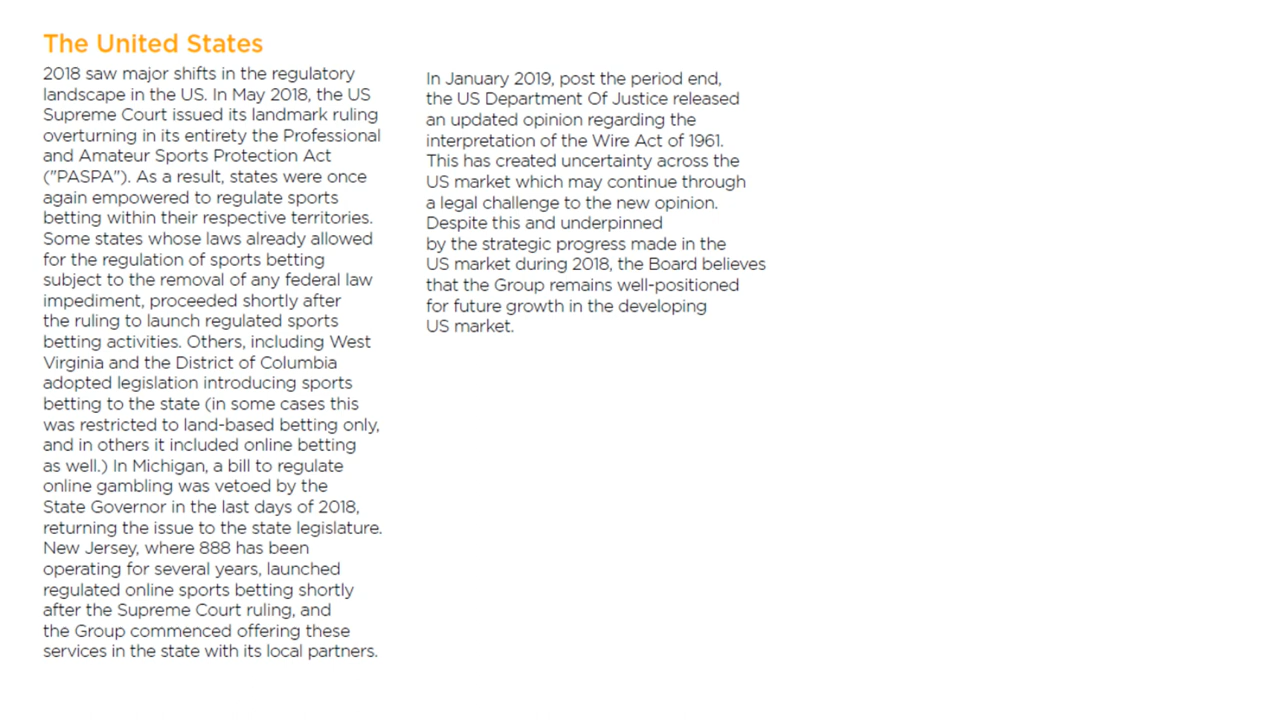 The United States
2018 saw major shifts in the regulatory
landscape in the US. In May 2018, the US
Supreme Court issued its landmark ruling
overturning in its entirety the Professional
and Amateur Sports Protection Act
("PASPA"). As a result, states were once
again empowered to regulate sports
betting within their respective territories.
Some states whose laws already allowed
for the regulation of sports betting
subject to the removal of any federal law
impediment, proceeded shortly after
the ruling to launch regulated sports
betting activities. Others, including West
Virginia and the District of Columbia
adopted legislation introducing sports
betting to the state (in some cases this
was restricted to land-based betting only,
and in others it included online betting
as well.) In Michigan, a bill to regulate
online gambling was vetoed by the
State Governor in the last days of 2018,
returning the issue to the state legislature.
New Jersey, where 888 has been
operating for several years, launched
regulated online sports betting shortly
after the Supreme Court ruling, and
the Group commenced offering these
services in the state with its local partners.
In January 2019, post the period end,
the US Department Of Justice released
an updated opinion regarding the
interpretation of the Wire Act of 1961.
This has created uncertainty across the
US market which may continue through
a legal challenge to the new opinion.
Despite this and underpinned
by the strategic progress made in the
US market during 2018, the Board believes
that the Group remains well-positioned
for future growth in the developing
US market.